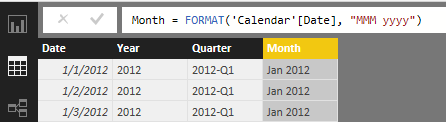 Month = FORMAT('Calendar'[Date], "MMM yyyy")
Date Year Quarter Month
1/1/2012 2012 2012-Q1 Jan 2012
1/2/2012 2012 2012-Q1 Jan 2012
1/3/2012 2012 2012-Q1 Jan 2012